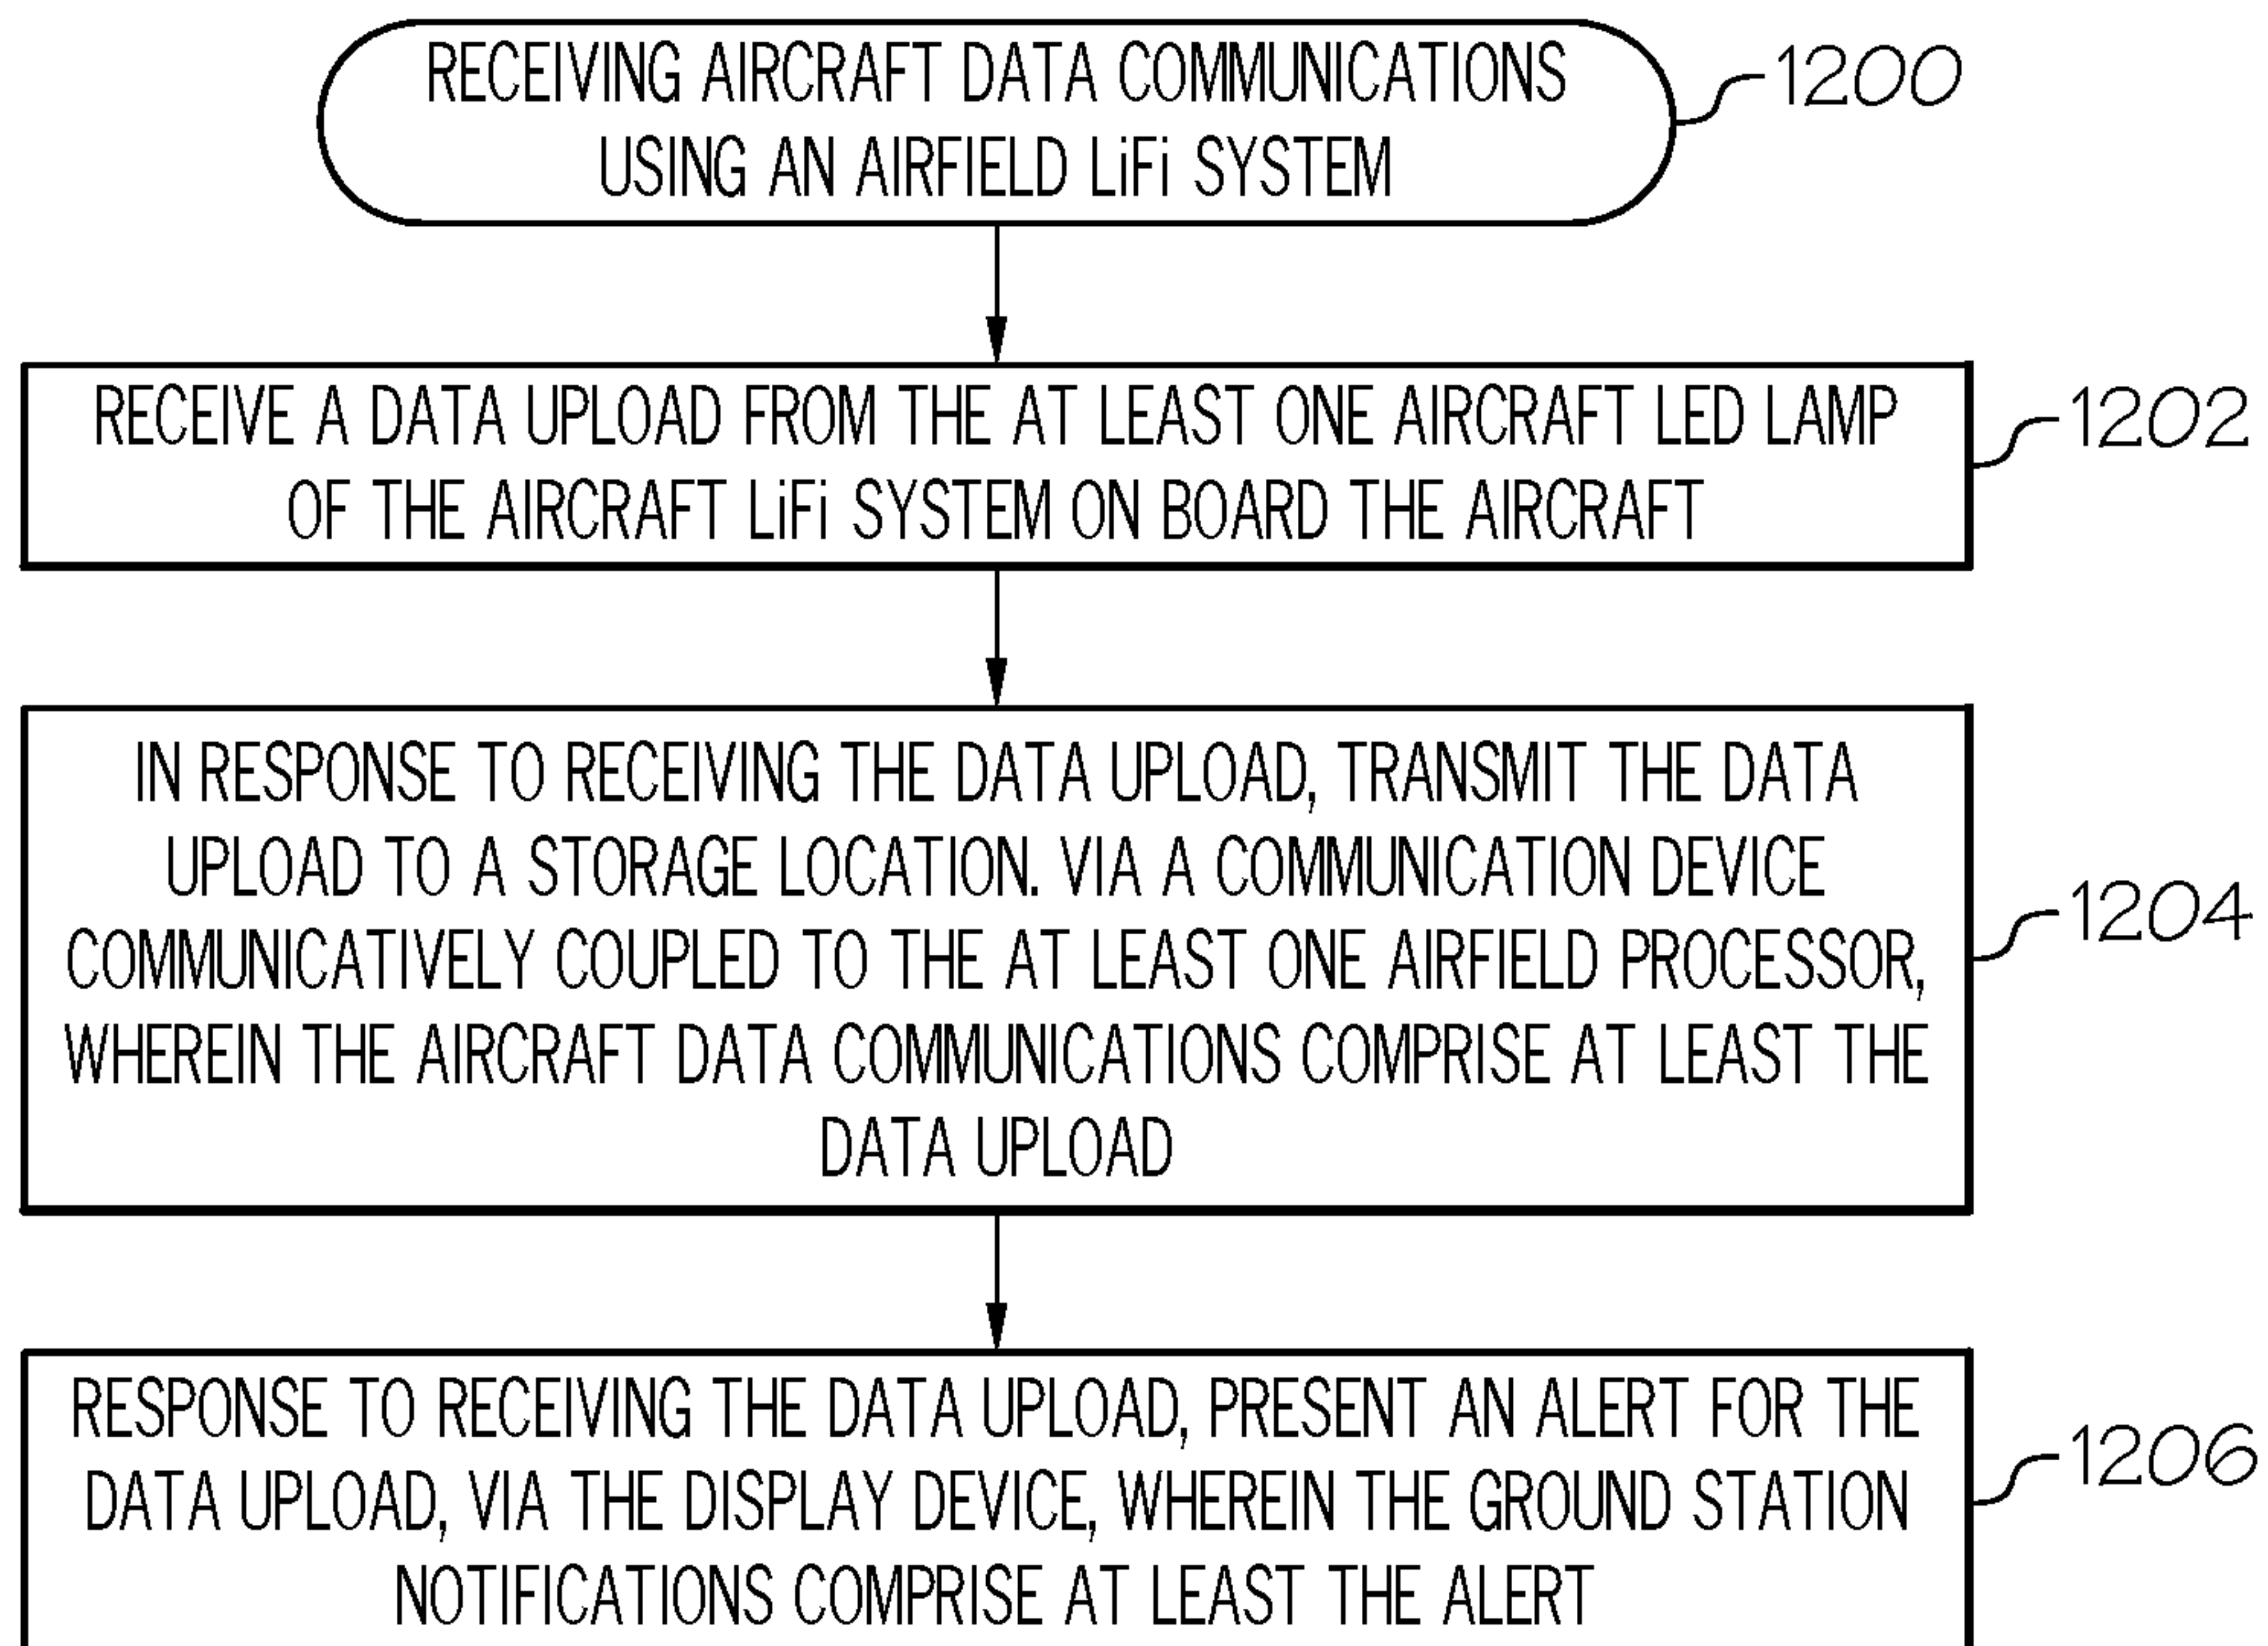 RECEIVING AIRCRAFT DATA COMMUNICATIONS
USING AN AIRFIELD LiFi SYSTEM
1200
RECEIVE A DATA UPLOAD FROM THE AT LEAST ONE AIRCRAFT LED LAMP
OF THE AIRCRAFT LiFi SYSTEM ON BOARD THE AIRCRAFT
1202
IN RESPONSE TO RECEIVING THE DATA UPLOAD, TRANSMIT THE DATA
UPLOAD TO A STORAGE LOCATION. VIA A COMMUNICATION DEVICE
COMMUNICATIVELY COUPLED TO THE AT LEAST ONE AIRFIELD PROCESSOR,
WHEREIN THE AIRCRAFT DATA COMMUNICATIONS COMPRISE AT LEAST THE
DATA UPLOAD
1204
RESPONSE TO RECEIVING THE DATA UPLOAD, PRESENT AN ALERT FOR THE
DATA UPLOAD, VIA THE DISPLAY DEVICE, WHEREIN THE GROUND STATION
NOTIFICATIONS COMPRISE AT LEAST THE ALERT
1206